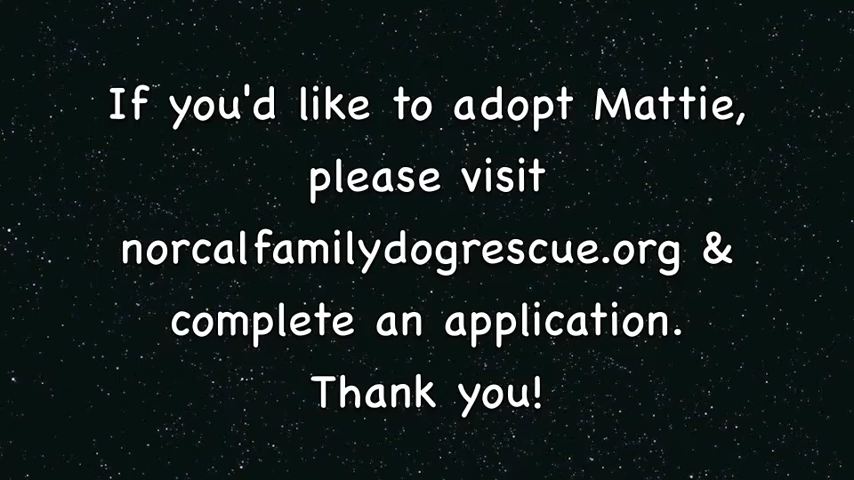 If you'd like to adopt Mattie,
please visit
norcalfamilydogrescue.org &
complete an application.
Thank you!